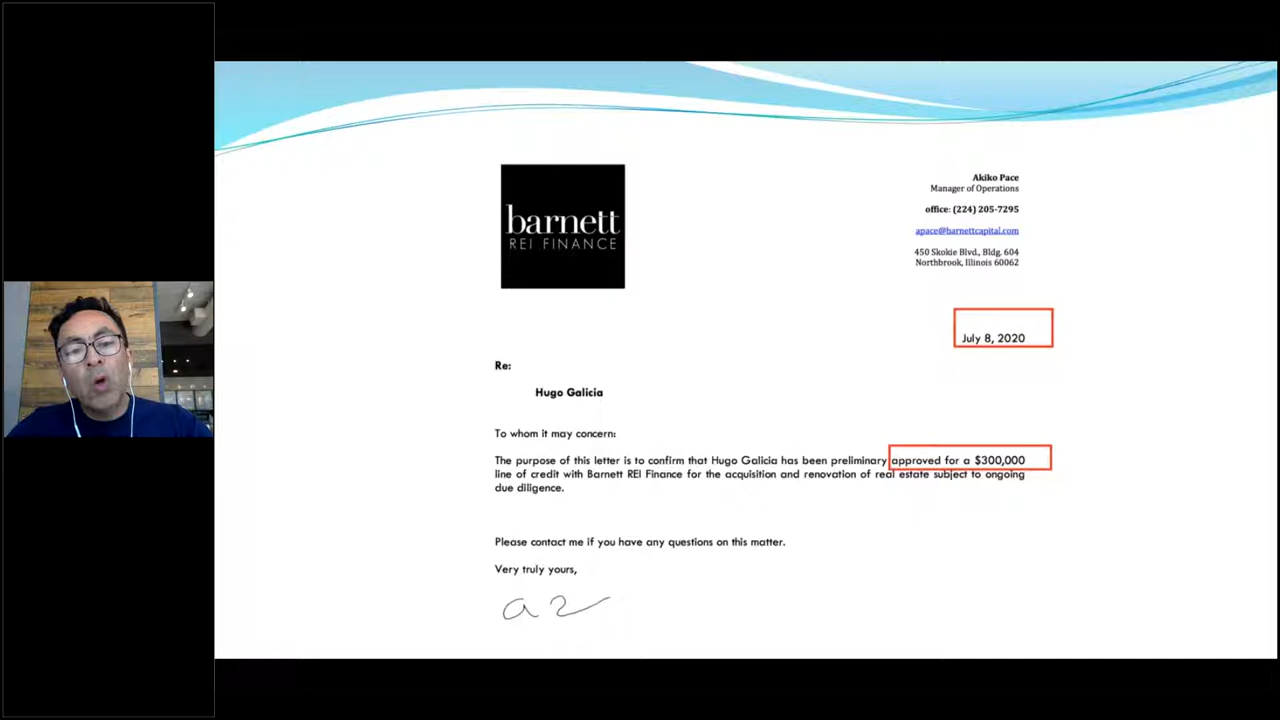 barnett
REI FINANCE
Akiko Pace
Manager of Operations
office: (224) 205-7295
apace@barnettcapital.com
450 Skokie Blvd., Bldg. 604
Northbrook, Illinois 60062
July 8, 2020
Re:
Hugo Galicia
To whom it may concern:
The purpose of this letter is to confirm that Hugo Galicia has been preliminary approved for a $300,000
line of credit with Barnett REI Finance for the acquisition and renovation of real estate subject to ongoing
due diligence.
Please contact me if you have any questions on this matter.
Very truly yours,